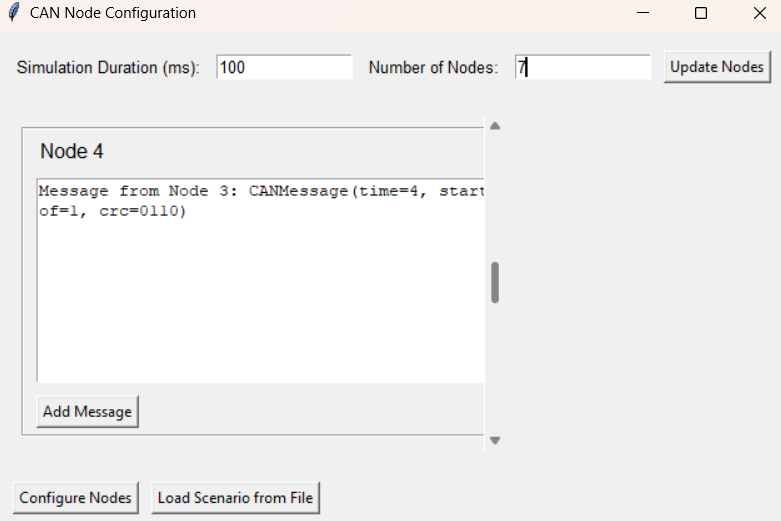 CAN Node Configuration
Simulation Duration (ms): 100 Number of Nodes: 7 Update Nodes
Node 4
Message from Node 3: CANMessage(time=4, start
of=1, crc=0110)
Add Message
Configure Nodes Load Scenario from File